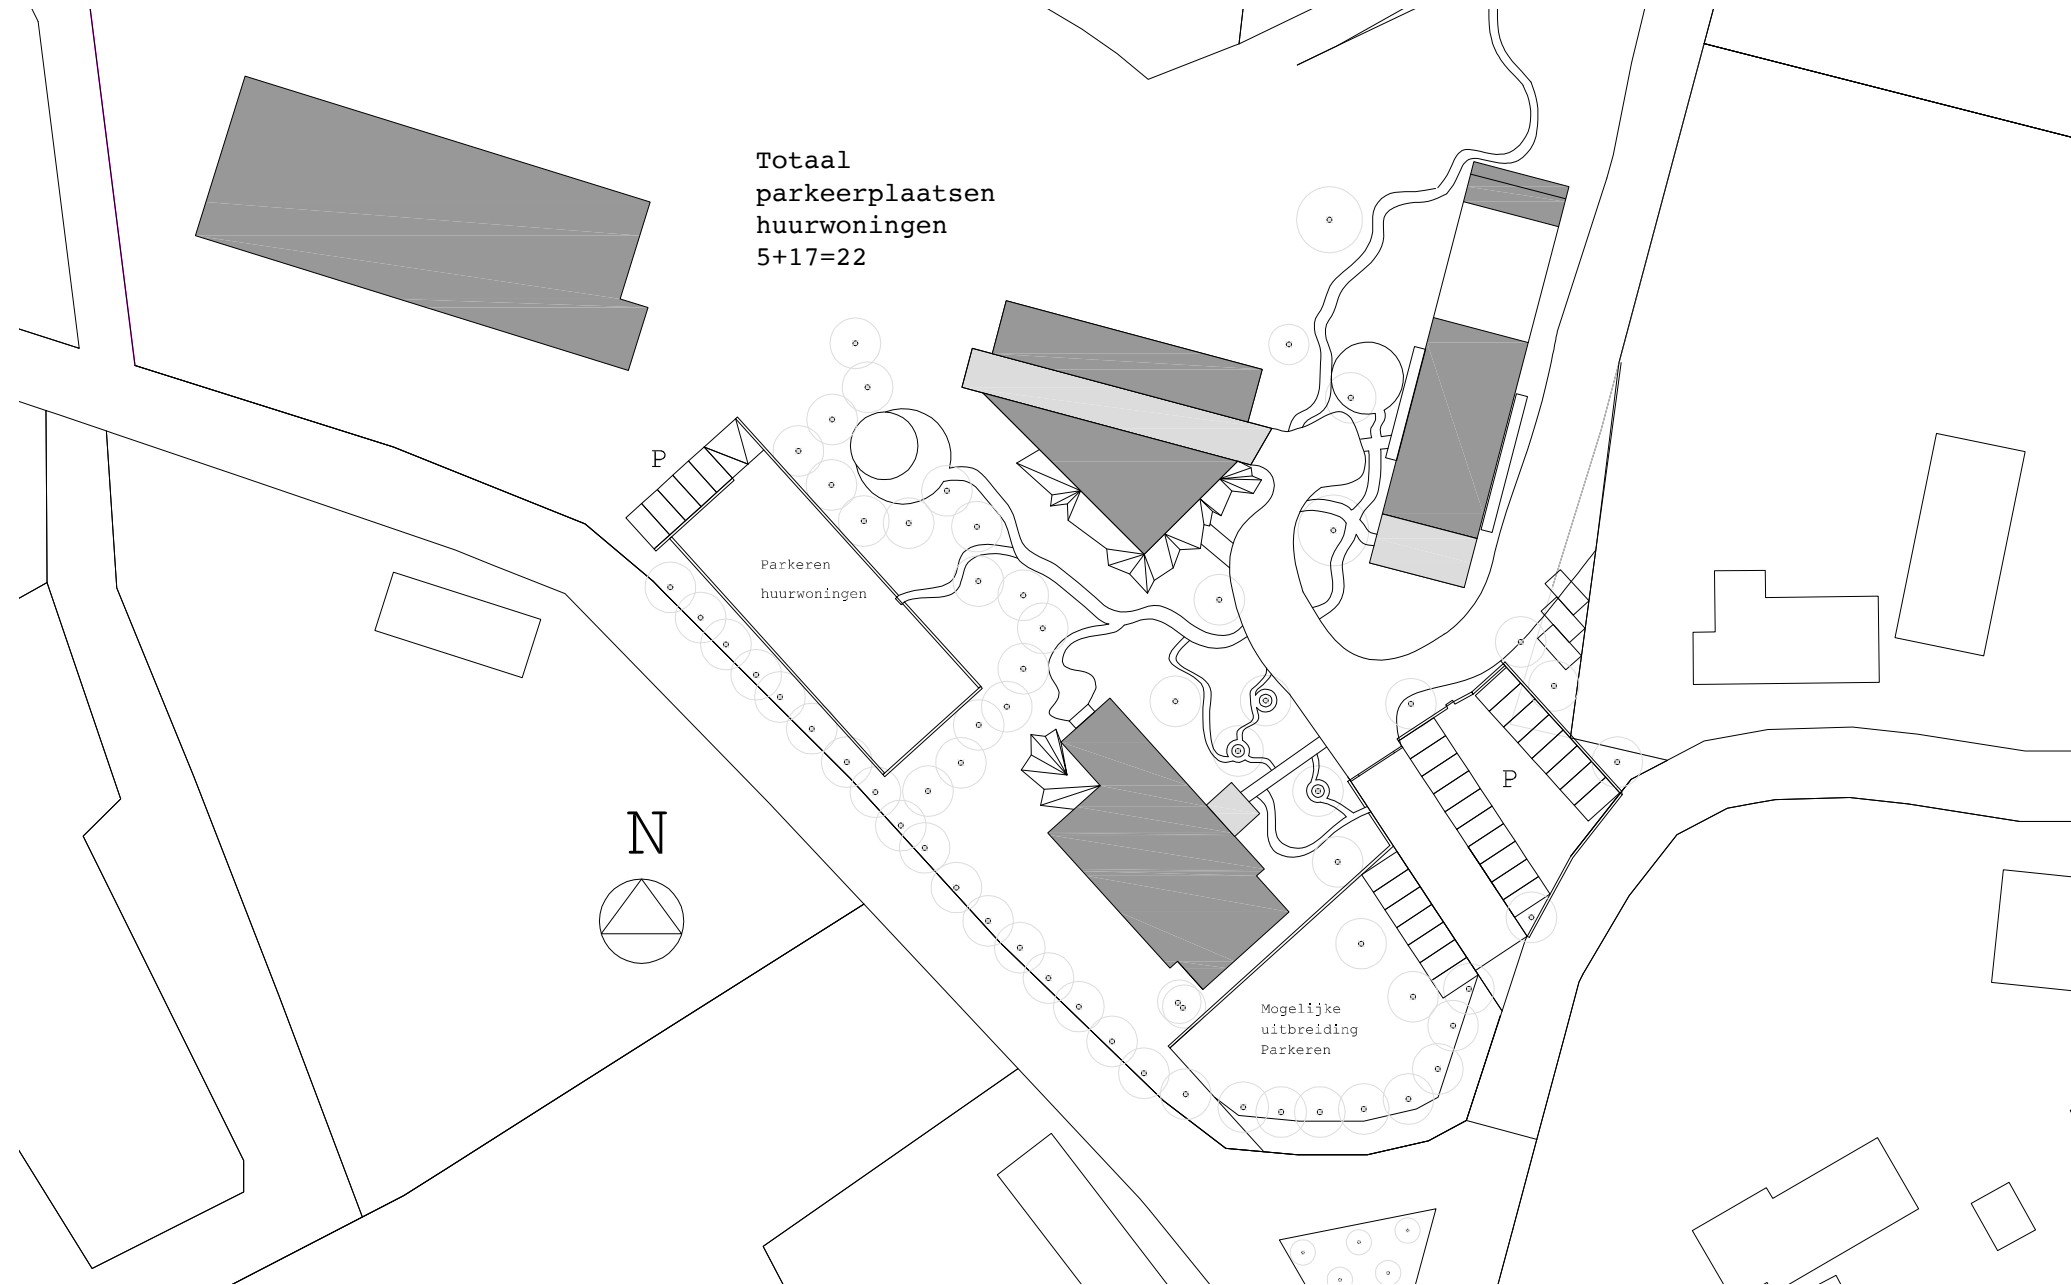 Totaal
parkeerplaatsen
huurwoningen
5+17=22
P
Parkeren
huurwoningen
P
N
Mogelijke
uitbreiding
Parkeren